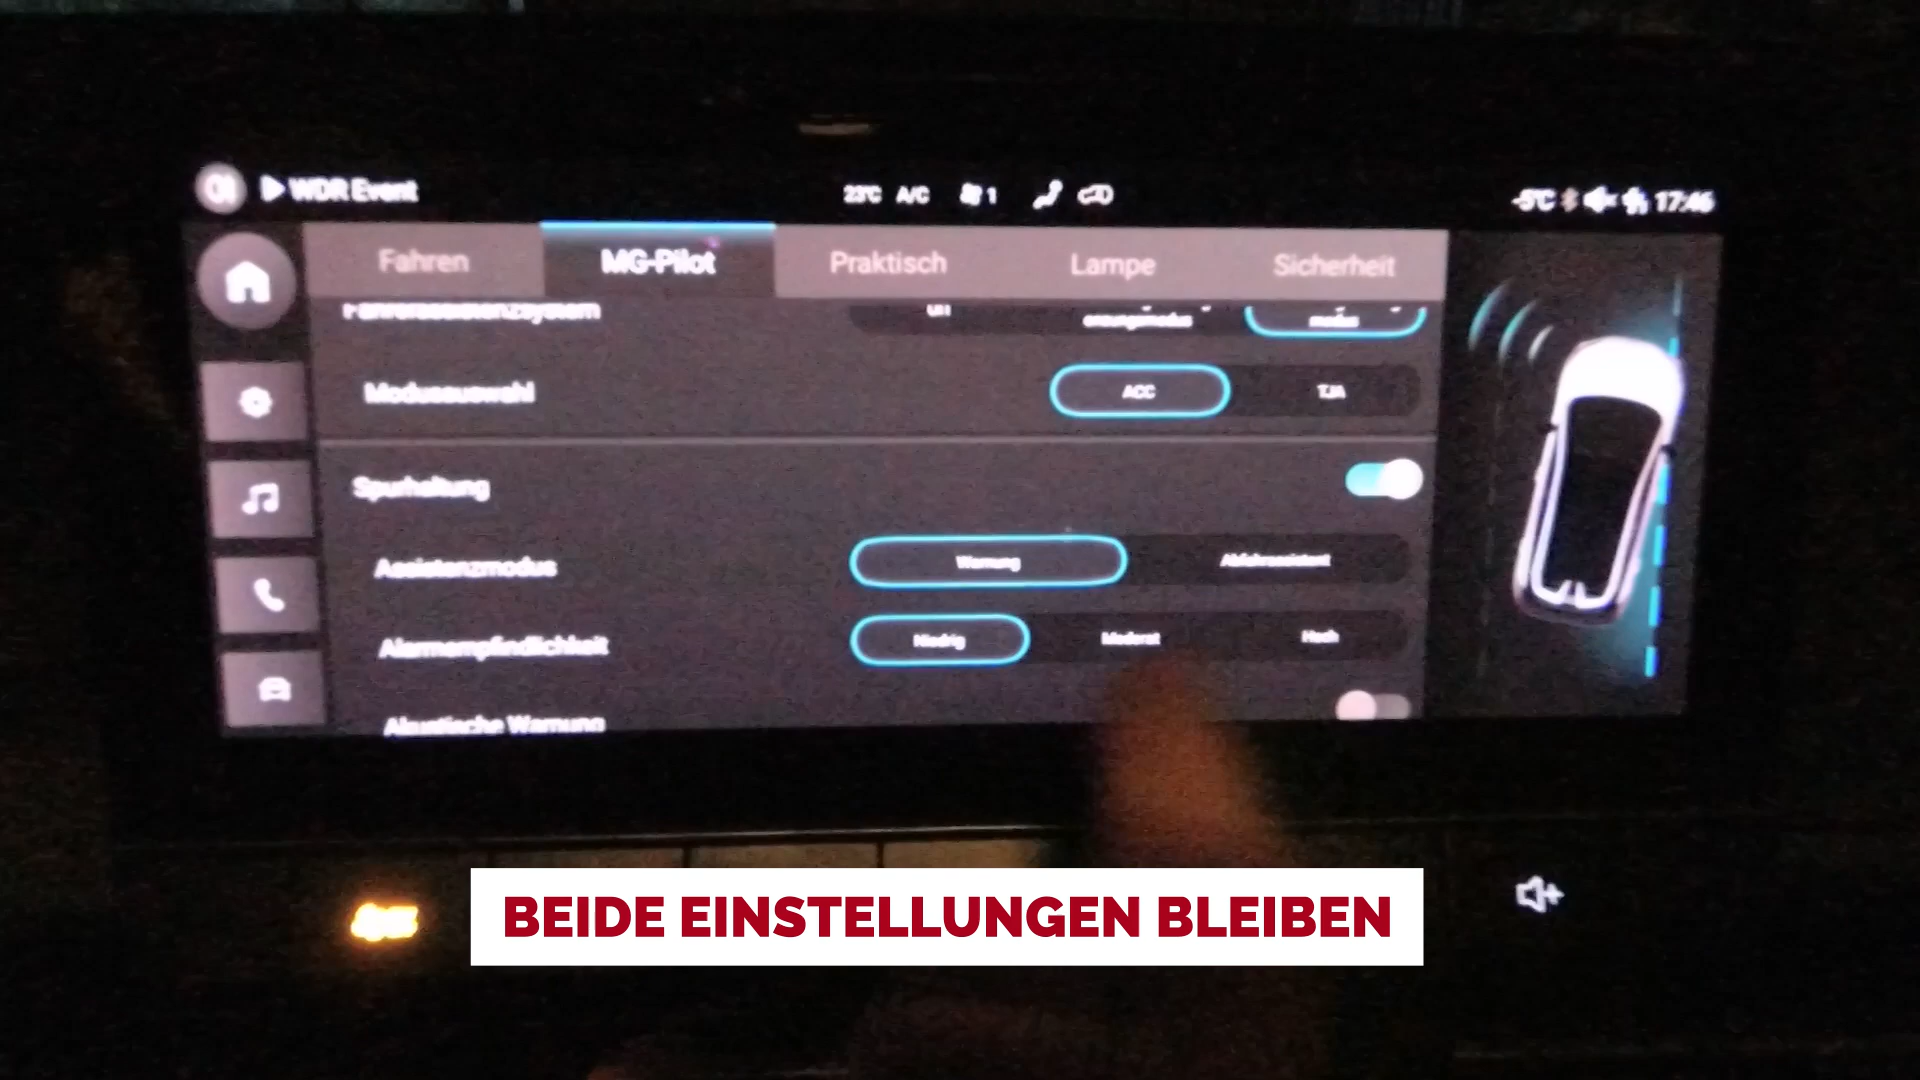 WDR Event
23°C A/C 1
-5°C 17:46
Fahren MG-Pilot Praktisch Lampe Sicherheit
Fahrerassistenzsystem
Modusauswahl ACC TJA
Spurhaltung
Assistenzmodus Warnung
Alarmempfindlichkeit Niedrig Moderat Hoch
Akustische Warnung
BEIDE EINSTELLUNGEN BLEIBEN